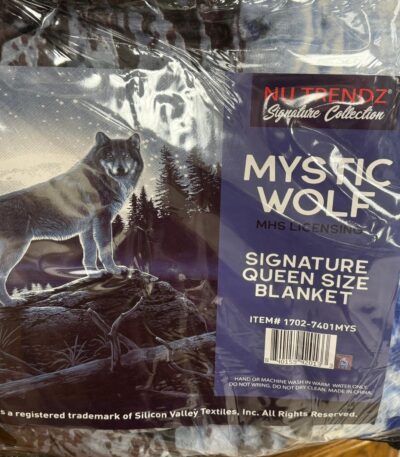 NU TRENDZ
Signature Collection
MYSTIC
WOLF
MHS LICENSING
SIGNATURE
QUEEN SIZE
BLANKET
ITEM# 1702-7401MYS
HAND OR MACHINE WASH IN WARM WATER ONLY.
DO NOT WRING. DO NOT DRY CLEAN. MADE IN CHINA
s a registered trademark of Silicon Valley Textiles, Inc. All Rights Reserved.